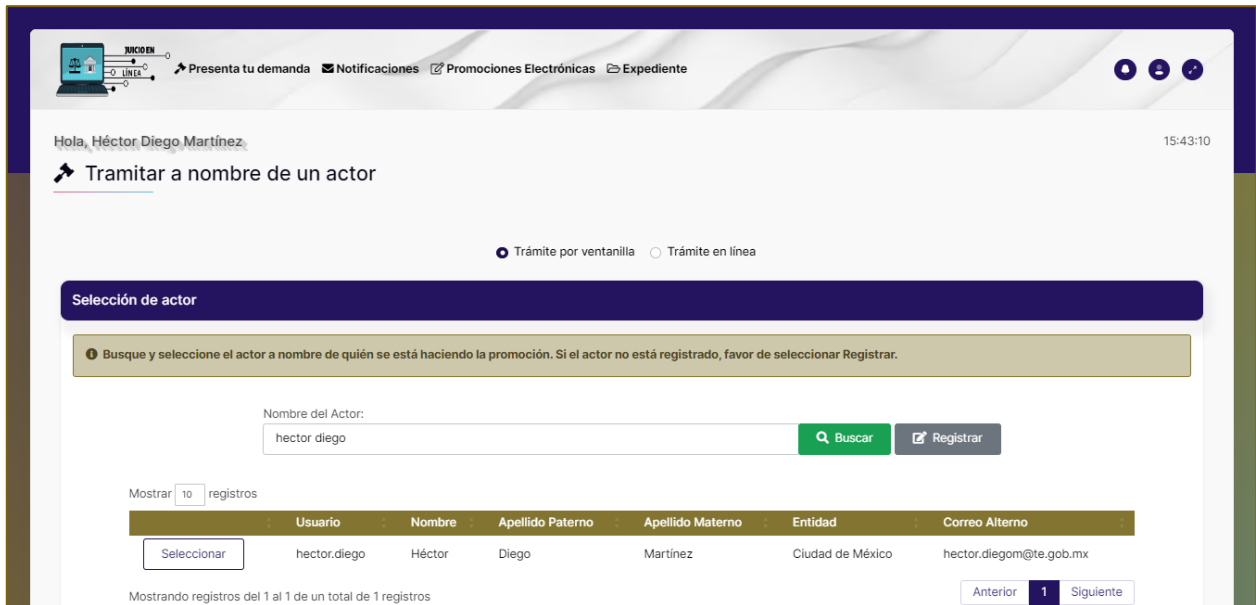 JUICIO EN
LÍNEA
Presenta tu demanda Notificaciones Promociones Electrónicas Expediente
Hola, Héctor Diego Martínez
15:43:10
Tramitar a nombre de un actor
Trámite por ventanilla Trámite en línea
Selección de actor
Busque y seleccione el actor a nombre de quién se está haciendo la promoción. Si el actor no está registrado, favor de seleccionar Registrar.
Nombre del Actor:
hector diego Buscar Registrar
Mostrar 10 registros
Usuario Nombre Apellido Paterno Apellido Materno Entidad Correo Alterno
Seleccionar hector.diego Héctor Diego Martínez Ciudad de México hector.diegom@te.gob.mx
Mostrando registros del 1 al 1 de un total de 1 registros
Anterior 1 Siguiente